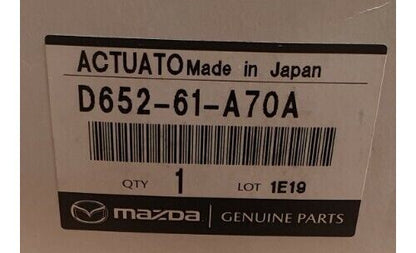 ACTUATOMade in Japan
D652-61-A70A
QTY 1 LOT 1E19
mazda GENUINE PARTS